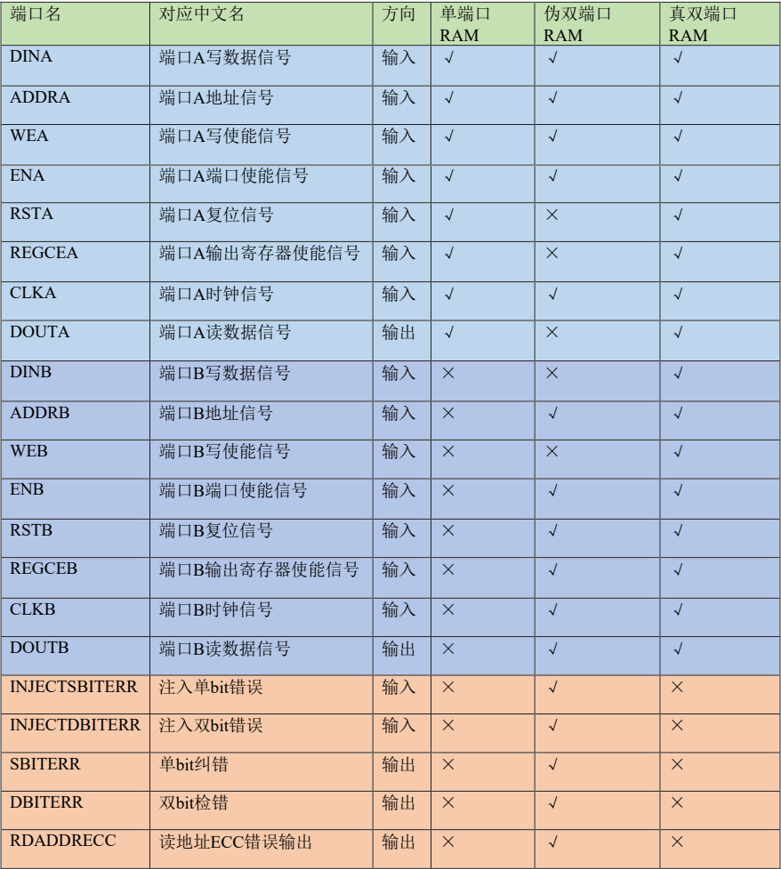 端口名 对应中文名 方向 单端口 伪双端口 真双端口
RAM RAM RAM
DINA 端口A写数据信号 输入 √ √ √
ADDRA 端口A地址信号 输入 √ √ √
WEA 端口A写使能信号 输入 √ √ √
ENA 端口A端口使能信号 输入 √ √ √
RSTA 端口A复位信号 输入 √ × √
REGCEA 端口A输出寄存器使能信号 输入 √ × √
CLKA 端口A时钟信号 输入 √ √ √
DOUTA 端口A读数据信号 输出 √ × √
DINB 端口B写数据信号 输入 × × √
ADDRB 端口B地址信号 输入 × √ √
WEB 端口B写使能信号 输入 × × √
ENB 端口B端口使能信号 输入 × √ √
RSTB 端口B复位信号 输入 × √ √
REGCEB 端口B输出寄存器使能信号 输入 × √ √
CLKB 端口B时钟信号 输入 × √ √
DOUTB 端口B读数据信号 输出 × √ √
INJECTSBITERR 注入单bit错误 输入 × √ ×
INJECTDBITERR 注入双bit错误 输入 × √ ×
SBITERR 单bit纠错 输出 × √ ×
DBITERR 双bit检错 输出 × √ ×
RDADDRECC 读地址ECC错误输出 输出 × √ ×